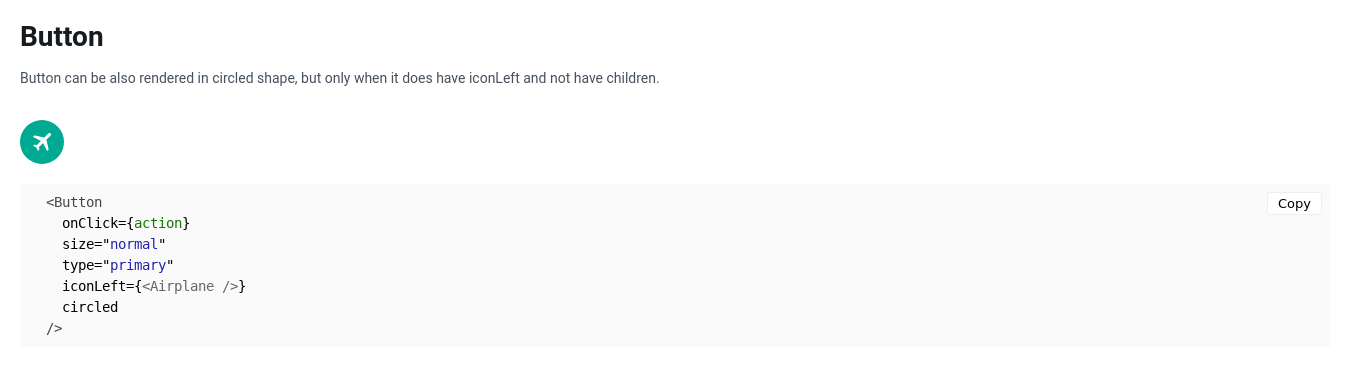 Button
Button can be also rendered in circled shape, but only when it does have iconLeft and not have children.
<Button
Copy
onClick={action}
size="normal"
type="primary"
iconLeft={<Airplane />}
circled
/>